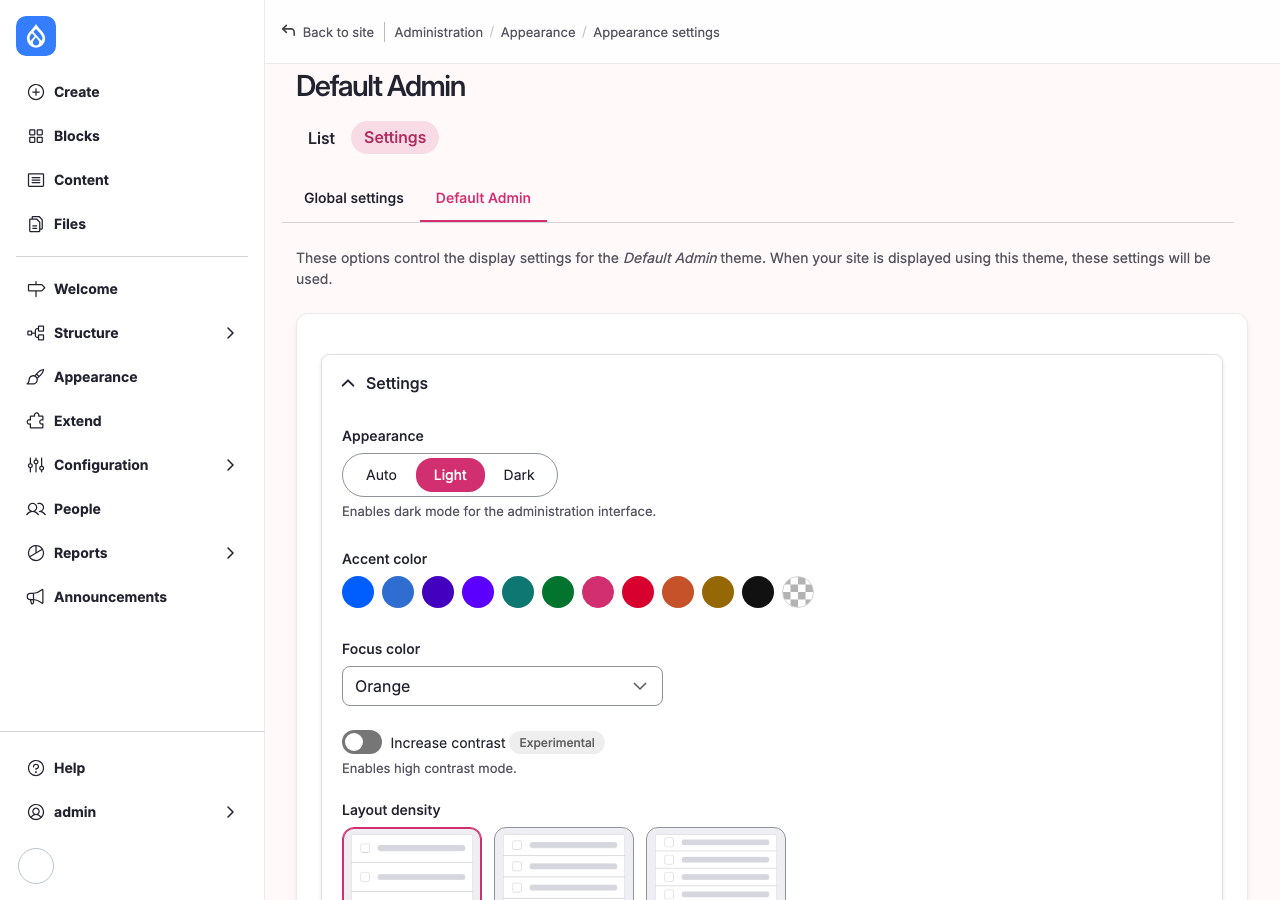 Back to site
Administration / Appearance / Appearance settings
Create
Blocks
Content
Files
Welcome
Structure
Appearance
Extend
Configuration
People
Reports
Announcements
Help
admin
Default Admin
List
Settings
Global settings
Default Admin
These options control the display settings for the Default Admin theme. When your site is displayed using this theme, these settings will be
used.
Settings
Appearance
Auto
Light
Dark
Enables dark mode for the administration interface.
Accent color
Focus color
Orange
Increase contrast Experimental
Enables high contrast mode.
Layout density